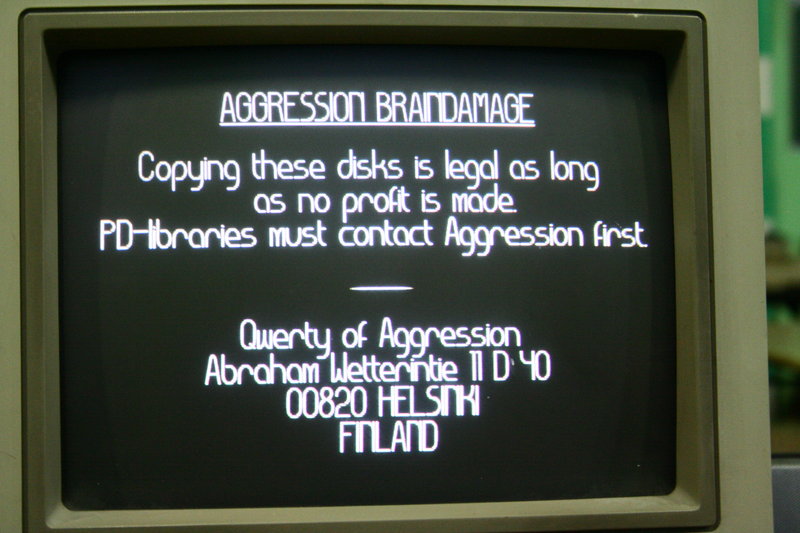 AGGRESSION BRAINDAMAGE
Copying these disks is legal as long
as no profit is made.
PD-libraries must contact Aggression first.
Qwerty of Aggression
Abraham Wetterintie 11 D 40
00820 HELSINKI
FINLAND